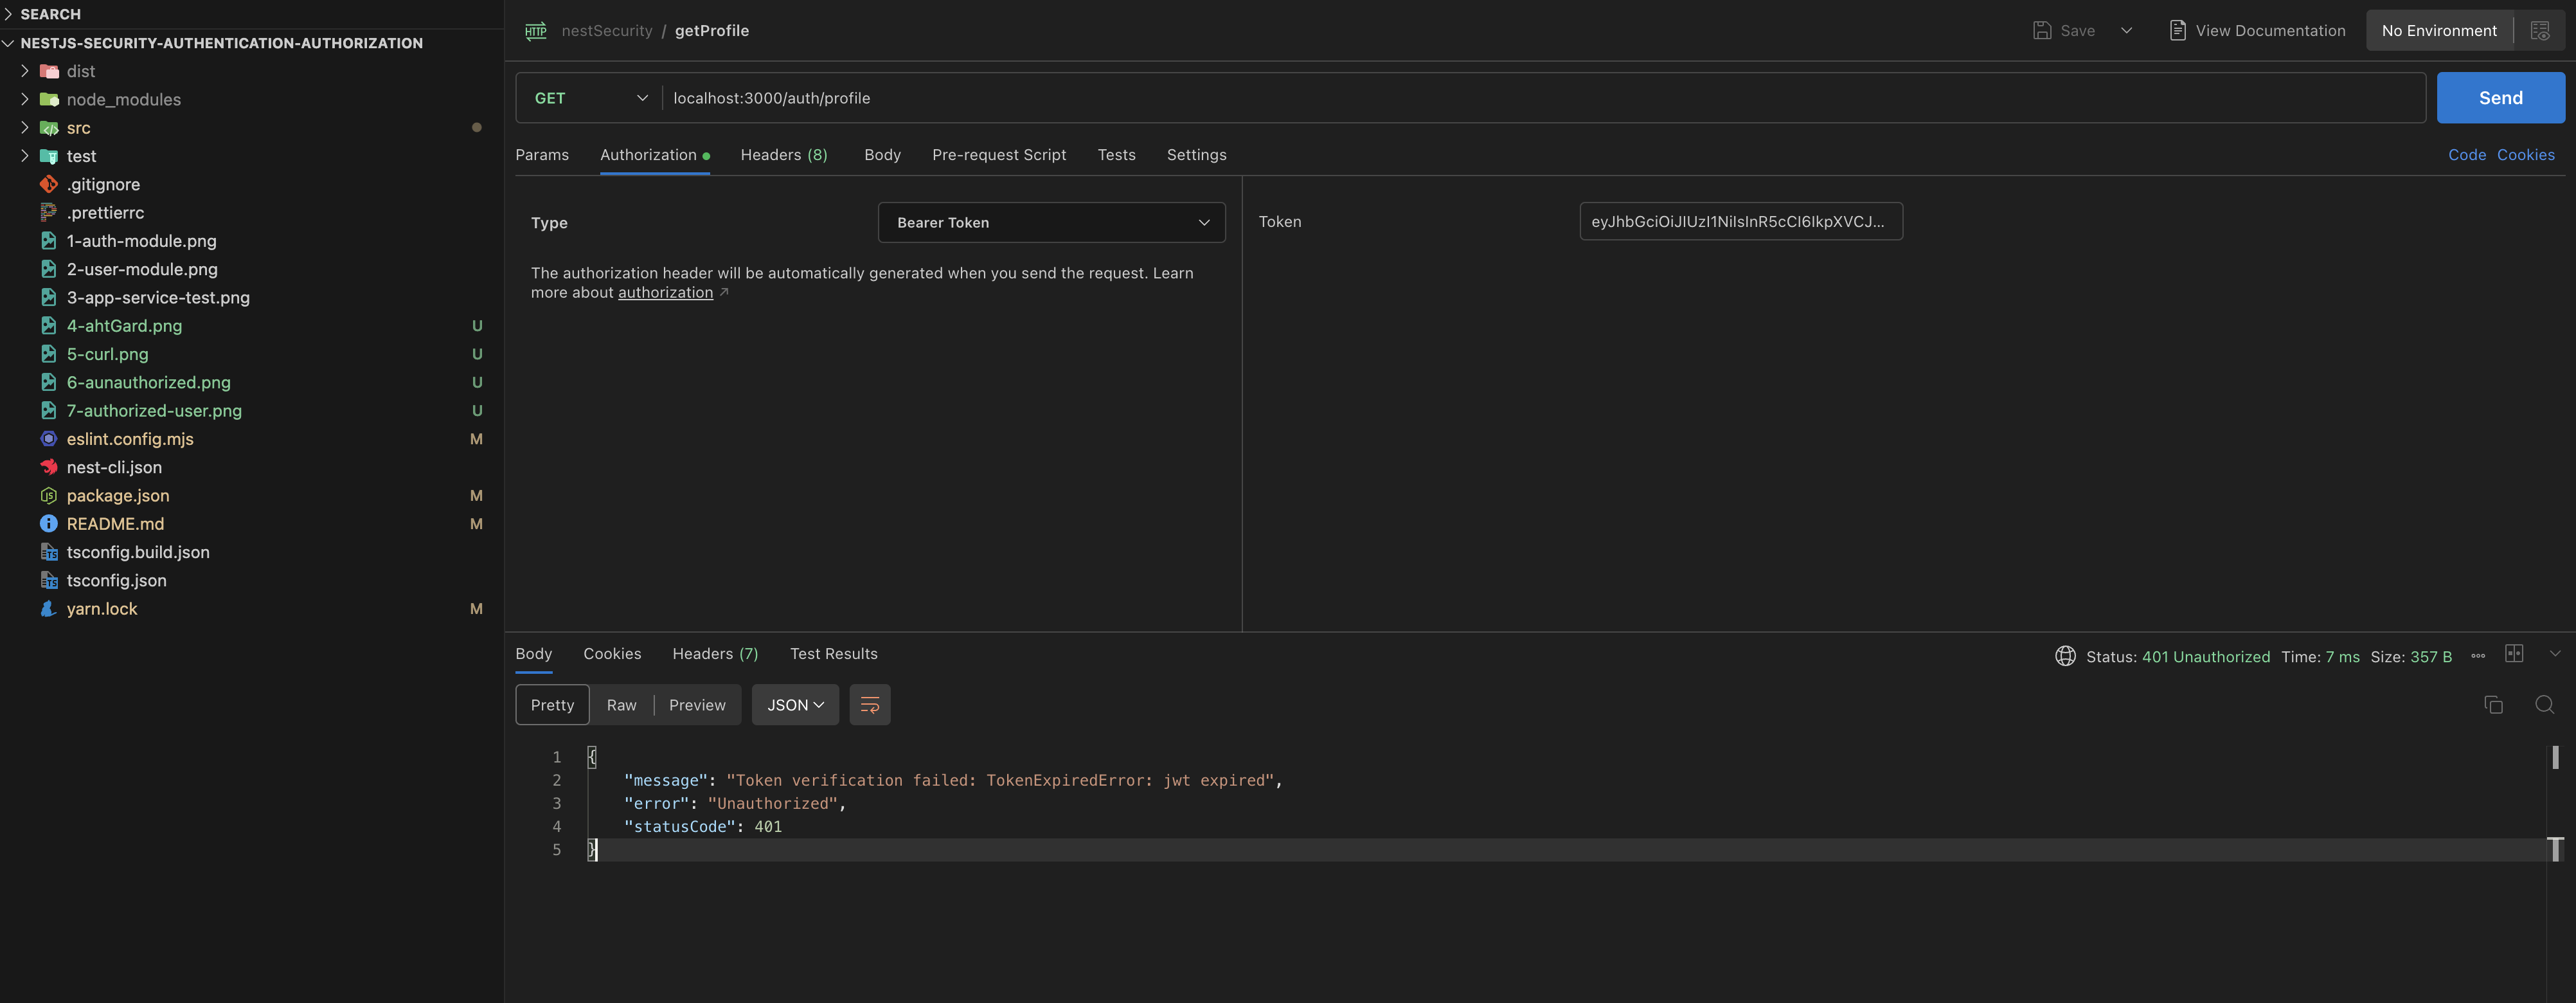 SEARCH
NESTJS-SECURITY-AUTHENTICATION-AUTHORIZATION
dist
node_modules
src
test
.gitignore
.prettierrc
1-auth-module.png
2-user-module.png
3-app-service-test.png
4-ahtGard.png U
5-curl.png U
6-aunauthorized.png U
7-authorized-user.png U
eslint.config.mjs M
nest-cli.json
package.json M
README.md M
tsconfig.build.json
tsconfig.json
yarn.lock M
HTTP nestSecurity / getProfile Save View Documentation No Environment
GET localhost:3000/auth/profile Send
Params Authorization Headers (8) Body Pre-request Script Tests Settings Code Cookies
Type Bearer Token
The authorization header will be automatically generated when you send the request. Learn
more about authorization
Token eyJhbGciOiJIUzI1NiIsInR5cCI6IkpXVCJ...
Body Cookies Headers (7) Test Results Status: 401 Unauthorized Time: 7 ms Size: 357 B
Pretty Raw Preview JSON
1 {
2 "message": "Token verification failed: TokenExpiredError: jwt expired",
3 "error": "Unauthorized",
4 "statusCode": 401
5 }